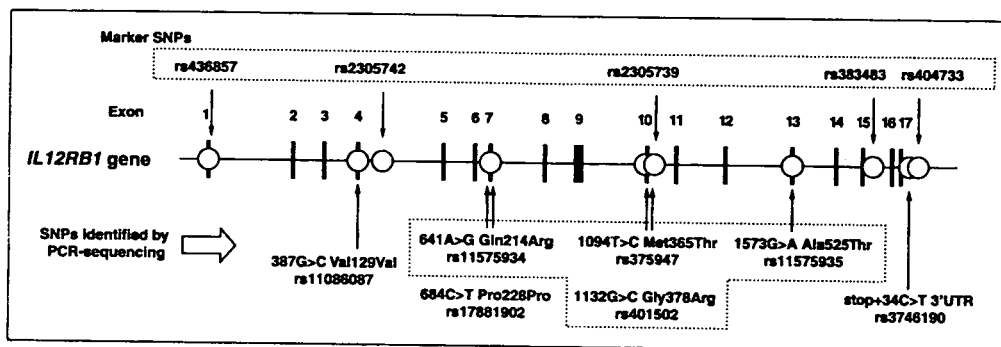 Marker SNPs
rs436857 rs2305742 rs2305739 rs383483 rs404733
Exon 1 2 3 4 5 6 7 8 9 10 11 12 13 14 15 16 17
IL12RB1 gene
SNPs identified by
PCR-sequencing
387G>C Val129Val
rs11086087
641A>G Gln214Arg
rs11575934
684C>T Pro228Pro
rs17881902
1094T>C Met365Thr
rs375947
1132G>C Gly378Arg
rs401502
1573G>A Ala525Thr
rs11575935
stop+34C>T 3'UTR
rs3746190